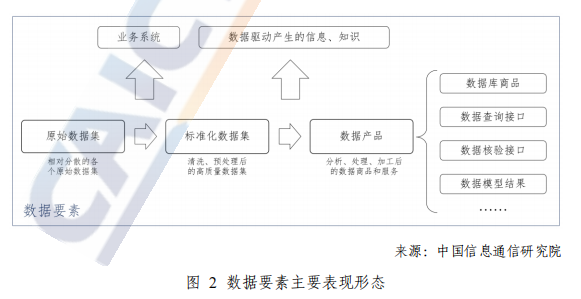 业务系统
数据驱动产生的信息、知识
原始数据集
标准化数据集
数据产品
相对分散的各
个原始数据集
清洗、预处理后
的高质量数据集
分析、处理、加工后
的数据商品和服务
数据库商品
数据查询接口
数据核验接口
数据模型结果
……
数据要素
CAICT
来源：中国信息通信研究院
图 2 数据要素主要表现形态